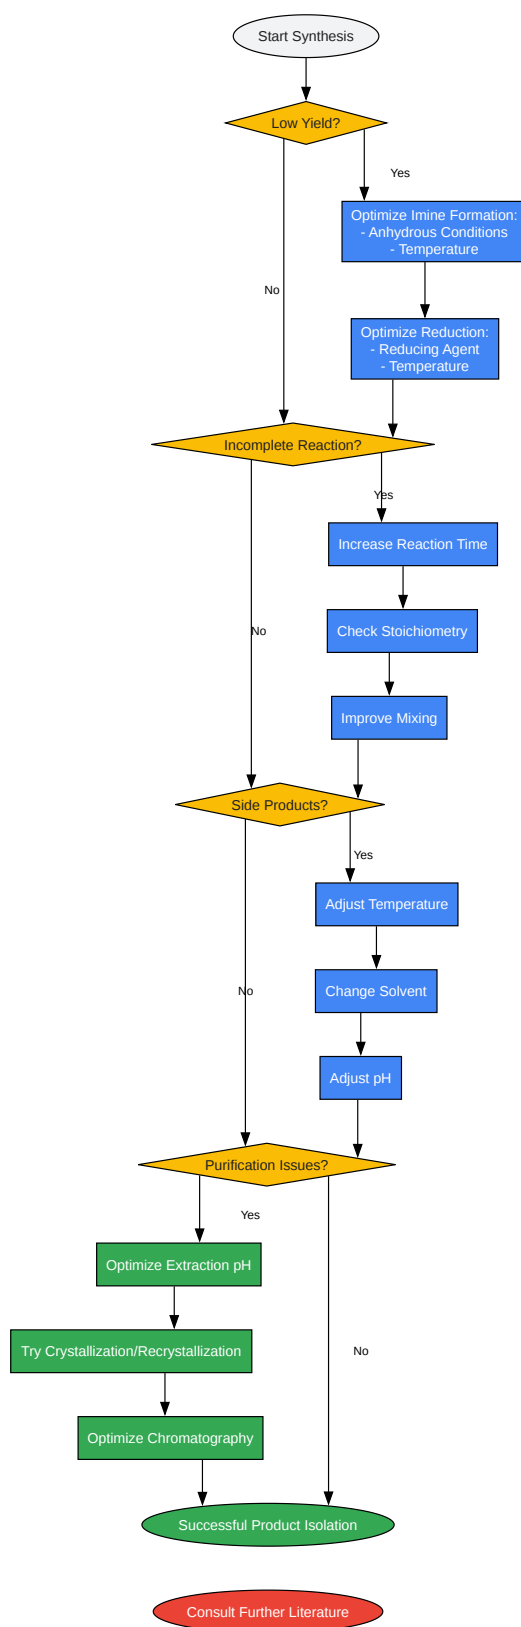 Start Synthesis
Low Yield?
Yes
Optimize Imine Formation:
- Anhydrous Conditions
- Temperature
No
Optimize Reduction:
- Reducing Agent
- Temperature
Incomplete Reaction?
Yes
Increase Reaction Time
No
Check Stoichiometry
Improve Mixing
Side Products?
Yes
Adjust Temperature
No
Change Solvent
Adjust pH
Purification Issues?
Yes
Optimize Extraction pH
Try Crystallization/Recrystallization
No
Optimize Chromatography
Successful Product Isolation
Consult Further Literature